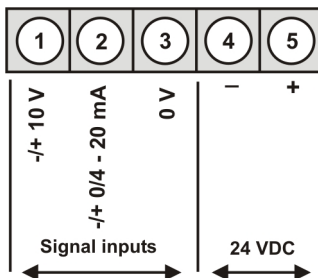 1 2 3 4 5
-/+ 10 V
-/+ 0/4 - 20 mA
0 V
– +
Signal inputs 24 VDC